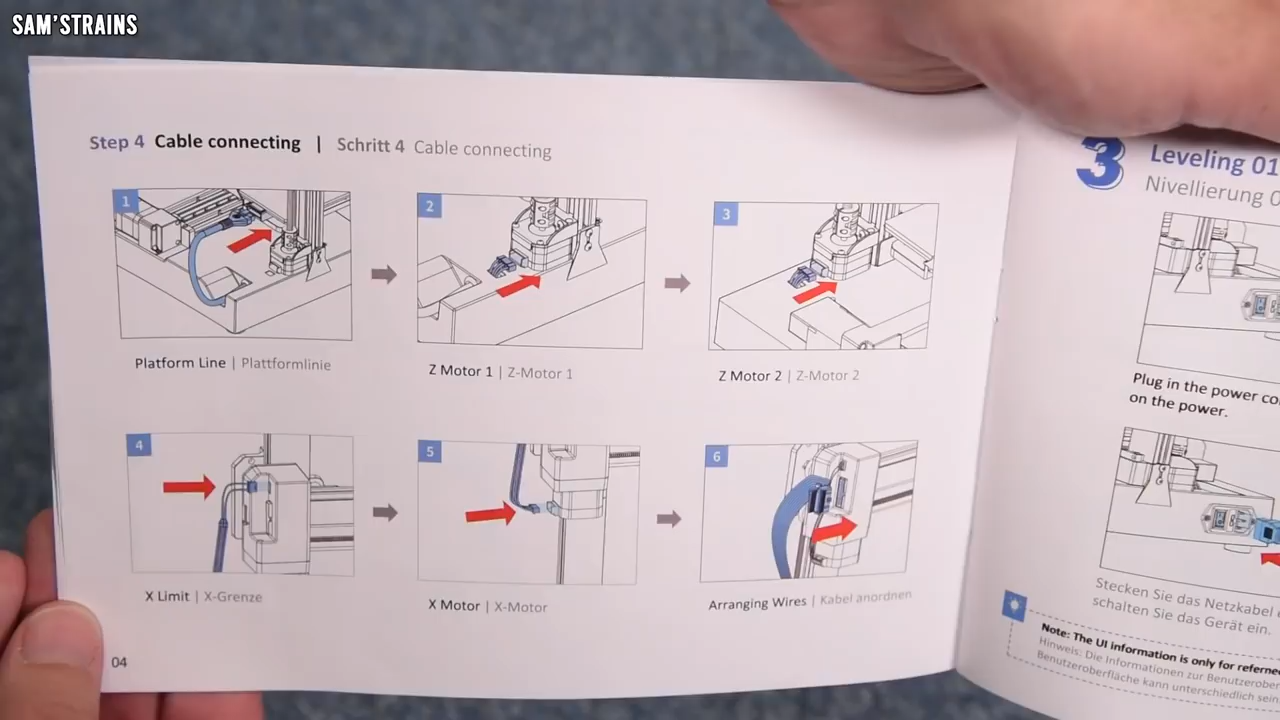 SAM'STRAINS
Step 4 Cable connecting | Schritt 4 Cable connecting
1
2
3
Platform Line | Plattformlinie
Z Motor 1 | Z-Motor 1
Z Motor 2 | Z-Motor 2
4
5
6
X Limit | X-Grenze
X Motor | X-Motor
Arranging Wires | Kabel anordnen
04
3 Leveling 01
Nivellierung 0
Plug in the power
on the power.
Stecken Sie das Netzkabel
schalten Sie das Gerät ein.
Note: The UI information is only for
Hinweis: Die Informationen zur
Benutzeroberfläche kann unterschiedlich sein